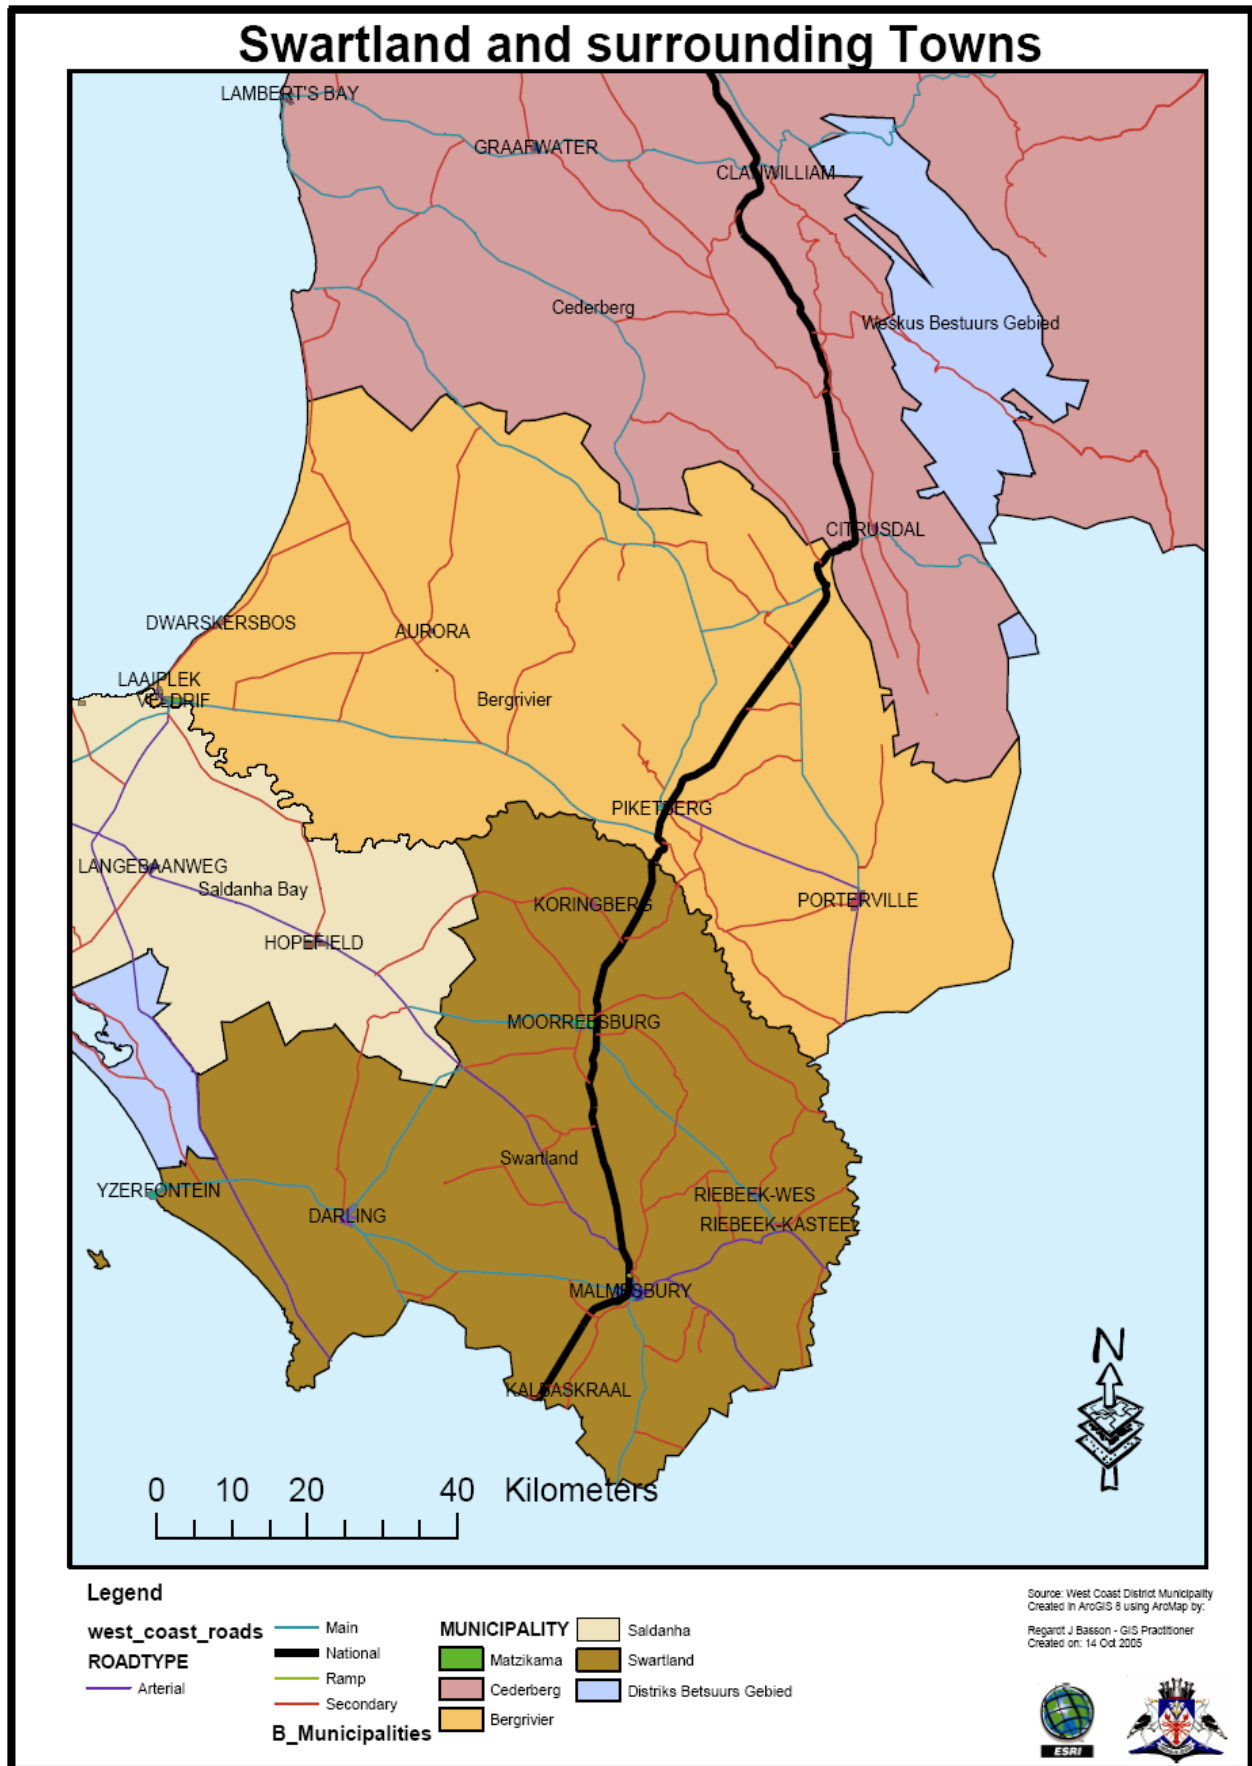 Swartland and surrounding Towns
LAMBERT'S BAY
GRAAFWATER
CLANWILLIAM
Cederberg
Weskus Bestuurs Gebied
CITRUSDAL
DWARSKERSBOS
AURORA
LAAIPLEK
VELDRIF
Bergrivier
PIKETBERG
LANGEBAANWEG
Saldanha Bay
PORTERVILLE
KORINGBERG
HOPEFIELD
MOORREESBURG
Swartland
YZERFONTEIN
RIEBEEK-WES
DARLING
RIEBEEK-KASTEEL
MALMESBURY
N
KALBASKRAAL
0 10 20 40 Kilometers
Legend
west_coast_roads
ROADTYPE
Arterial
Main
National
Ramp
Secondary
B_Municipalities
MUNICIPALITY
Matzikama
Cederberg
Bergrivier
Saldanha
Swartland
Distriks Betsuurs Gebied
Source: West Coast District Municipality
Created in ArcGIS 8 using ArcMap by:
Regardt J Basson - GIS Practitioner
Created on: 14 Oct 2005
ESRI